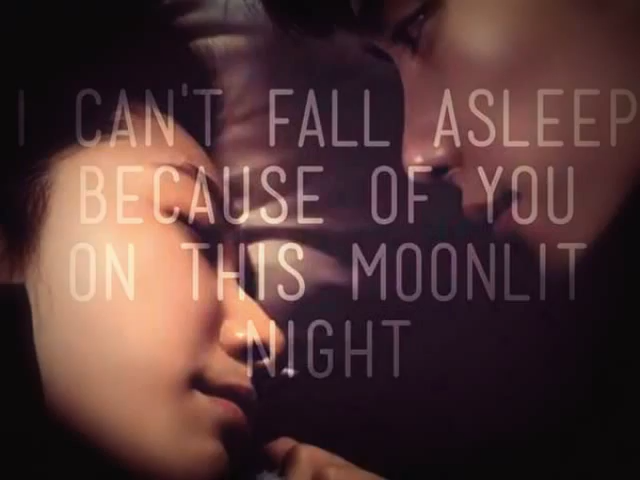 I CAN'T FALL ASLEEP
BECAUSE OF YOU
ON THIS MOONLIT
NIGHT